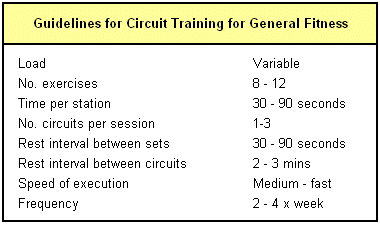 Guidelines for Circuit Training for General Fitness
Load Variable
No. exercises 8 - 12
Time per station 30 - 90 seconds
No. circuits per session 1-3
Rest interval between sets 30 - 90 seconds
Rest interval between circuits 2 - 3 mins
Speed of execution Medium - fast
Frequency 2 - 4 x week